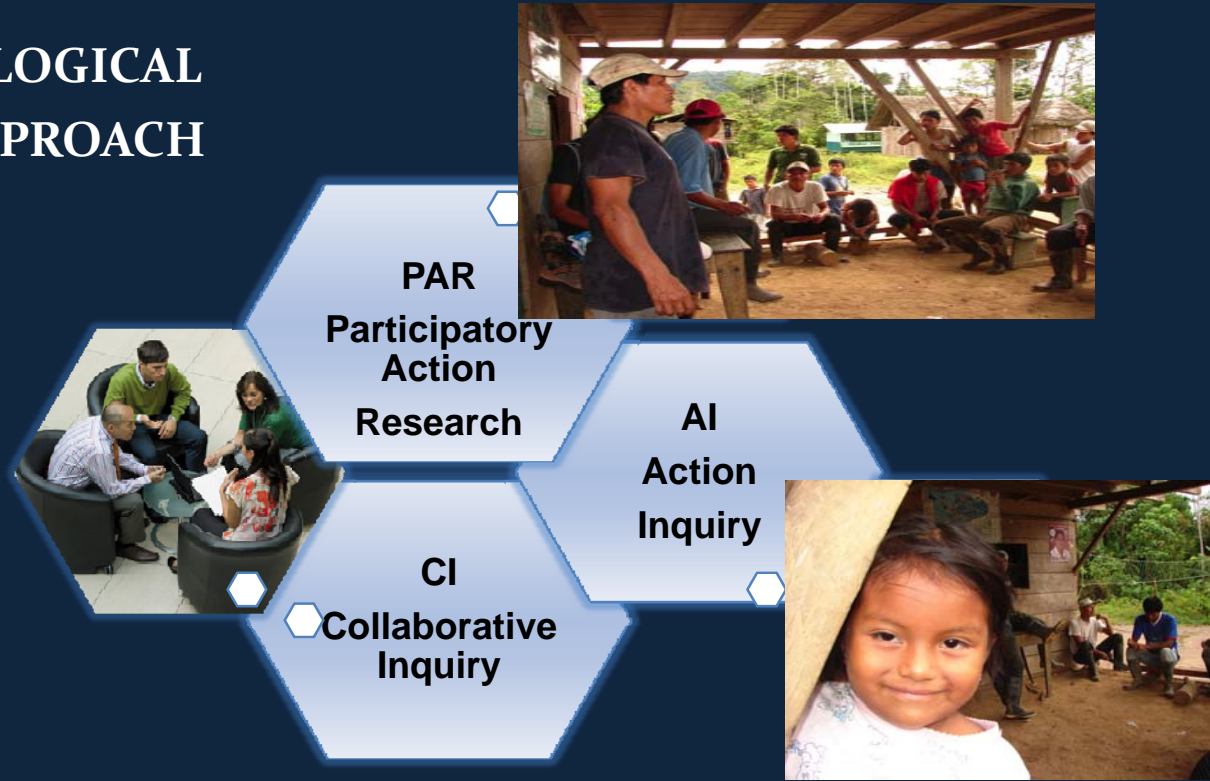 LOGICAL
PROACH
PAR
Participatory
Action
Research
AI
Action
Inquiry
CI
Collaborative
Inquiry